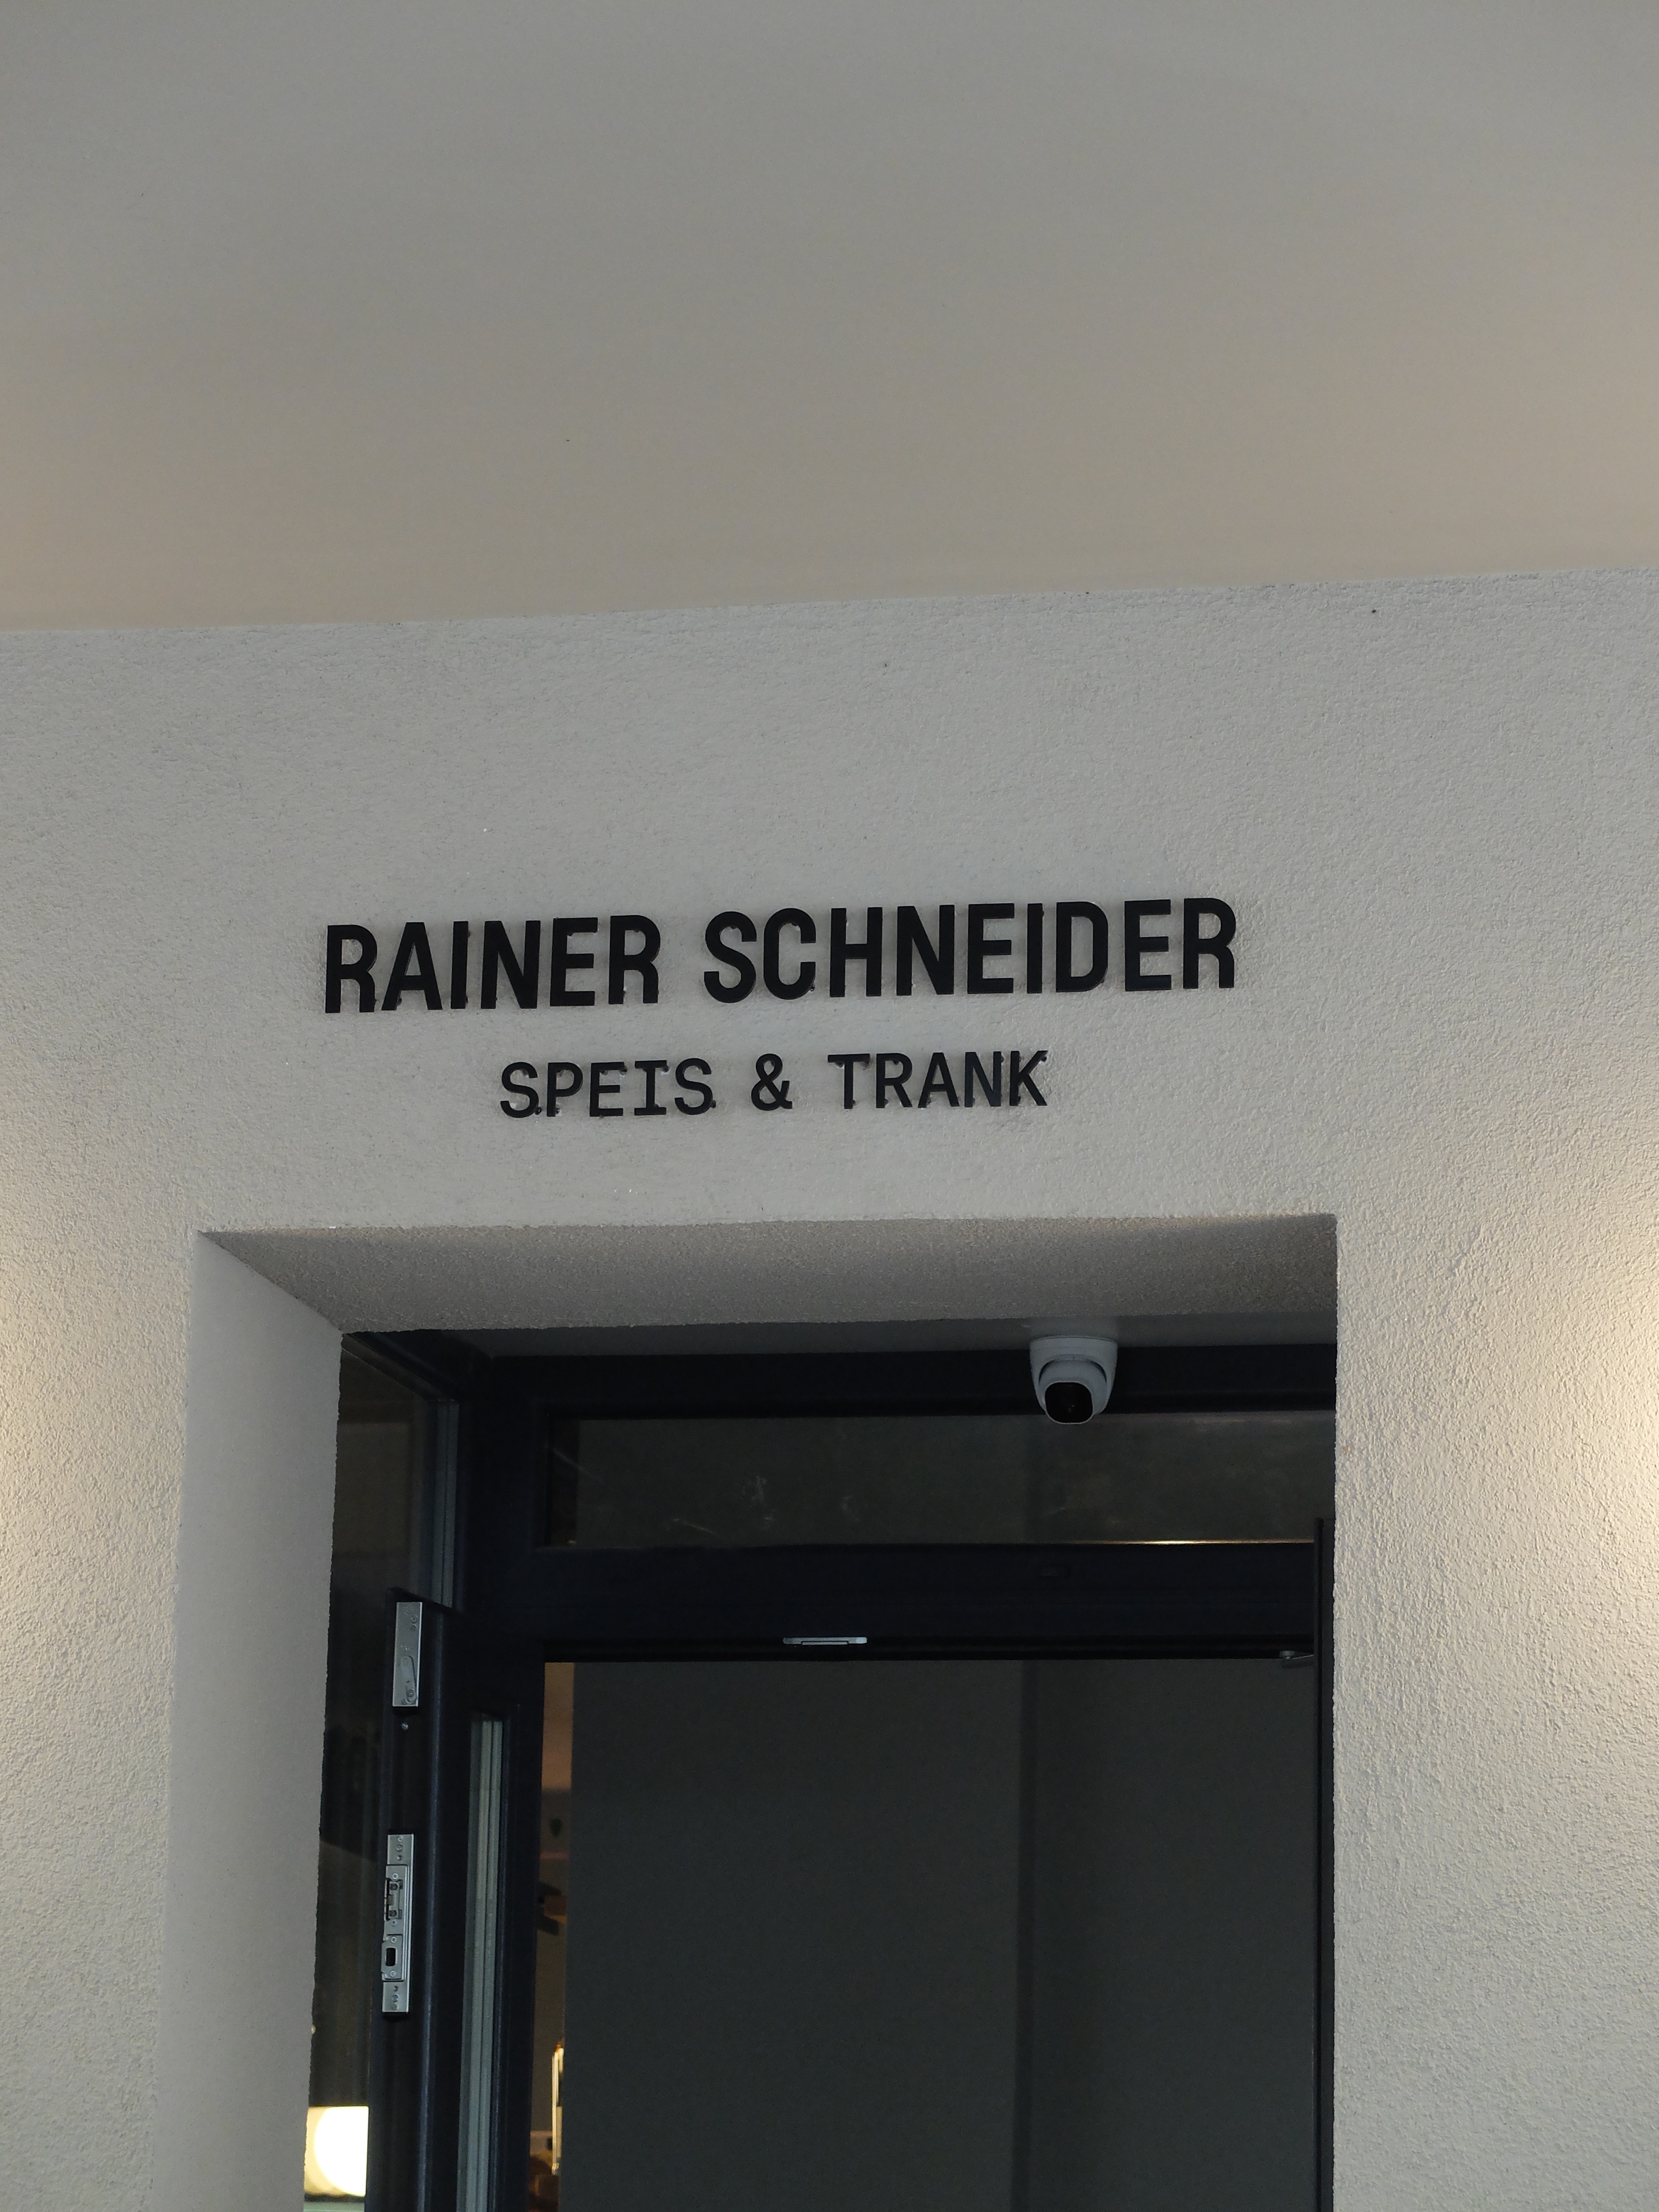 RAINER SCHNEIDER
SPEIS & TRANK